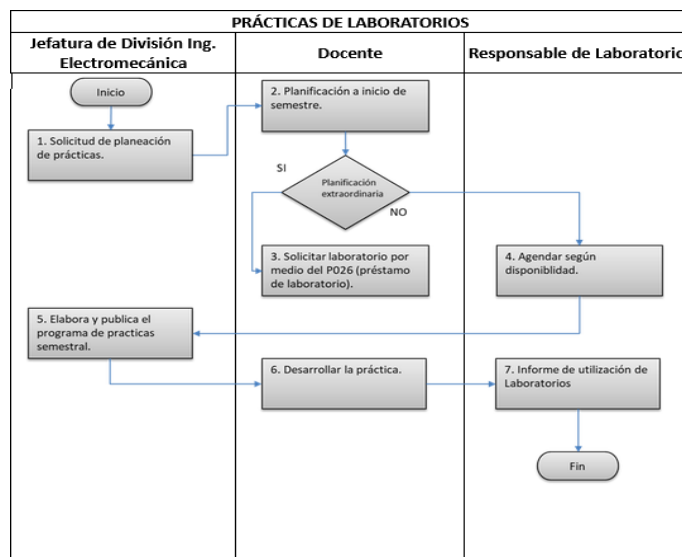 PRÁCTICAS DE LABORATORIOS
Jefatura de División Ing.
Electromecánica
Docente
Responsable de Laboratorio
Inicio
2. Planificación a inicio de
semestre.
1. Solicitud de planeación
de prácticas.
SI
Planificación
extraordinaria
NO
3. Solicitar laboratorio por
medio del P026 (préstamo
de laboratorio).
4. Agendar según
disponiblidad.
5. Elabora y publica el
programa de practicas
semestral.
6. Desarrollar la práctica.
7. Informe de utilización de
Laboratorios
Fin